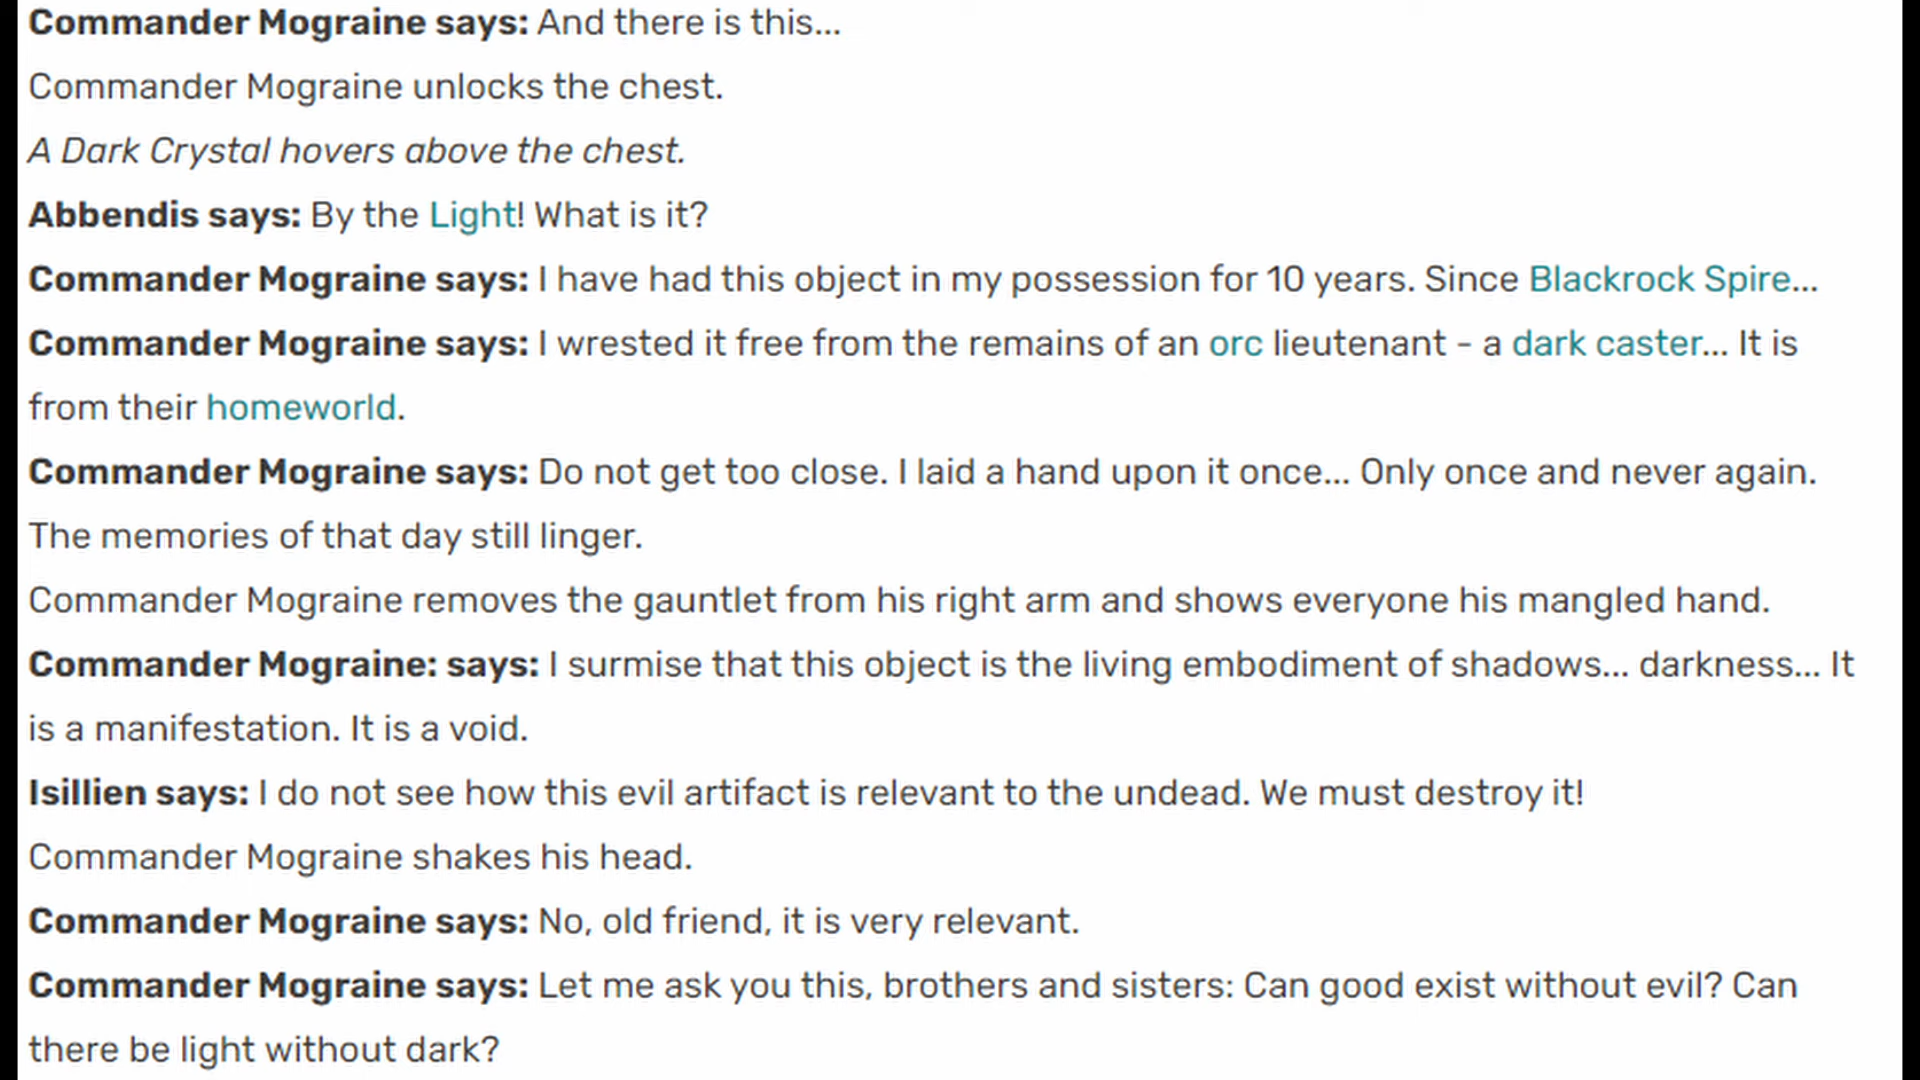 Commander Mograine says: And there is this...
Commander Mograine unlocks the chest.
A Dark Crystal hovers above the chest.
Abbendis says: By the Light! What is it?
Commander Mograine says: I have had this object in my possession for 10 years. Since Blackrock Spire...
Commander Mograine says: I wrested it free from the remains of an orc lieutenant - a dark caster... It is
from their homeworld.
Commander Mograine says: Do not get too close. I laid a hand upon it once... Only once and never again.
The memories of that day still linger.
Commander Mograine removes the gauntlet from his right arm and shows everyone his mangled hand.
Commander Mograine: says: I surmise that this object is the living embodiment of shadows... darkness... It
is a manifestation. It is a void.
Isillien says: I do not see how this evil artifact is relevant to the undead. We must destroy it!
Commander Mograine shakes his head.
Commander Mograine says: No, old friend, it is very relevant.
Commander Mograine says: Let me ask you this, brothers and sisters: Can good exist without evil? Can
there be light without dark?